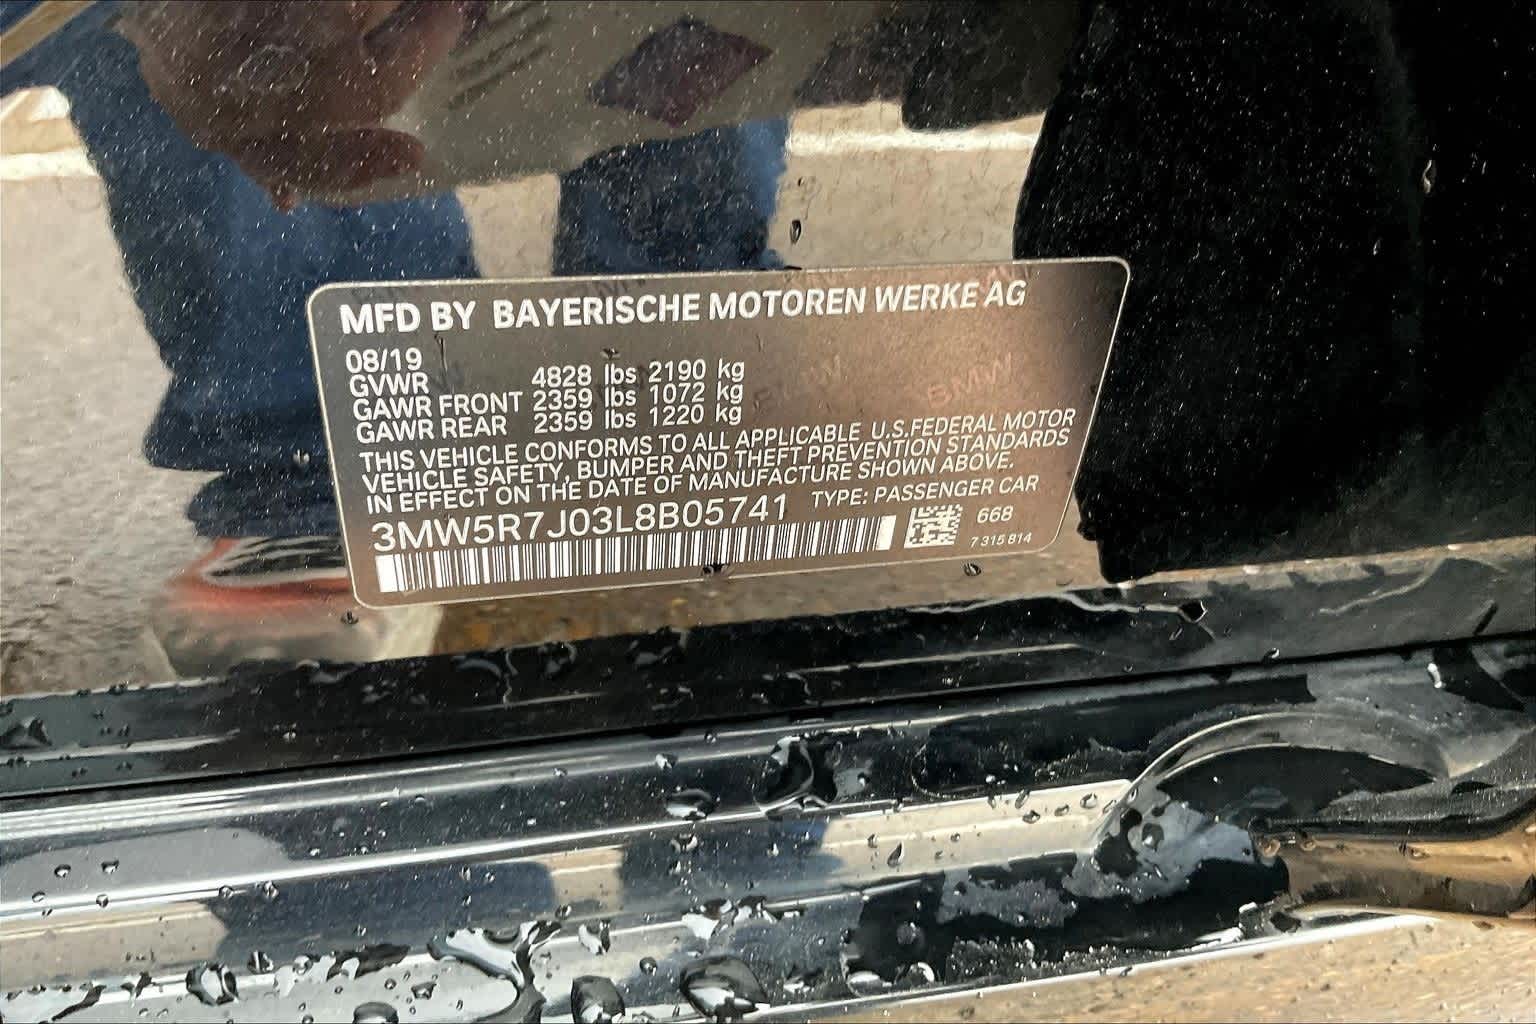 MFD BY BAYERISCHE MOTOREN WERKE AG
08/19
GVWR 4828 lbs 2190 kg
GAWR FRONT 2359 lbs 1072 kg
GAWR REAR 2359 lbs 1220 kg
THIS VEHICLE CONFORMS TO ALL APPLICABLE U.S.FEDERAL MOTOR
VEHICLE SAFETY, BUMPER AND THEFT PREVENTION STANDARDS
IN EFFECT ON THE DATE OF MANUFACTURE SHOWN ABOVE.
3MW5R7J03L8B05741 TYPE: PASSENGER CAR
668
7 315 814
BMW